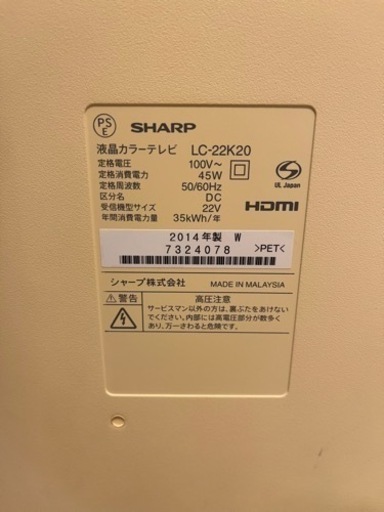 PS
E
SHARP
液晶カラーテレビ LC-22K20
定格電圧 100V~
定格消費電力 45W
定格周波数 50/60Hz
区分名 DC
受信機型サイズ 22V
年間消費電力量 35kWh/年
S
UL Japan
HDMI
2014年製 W
7324078
>PET<
シャープ株式会社 MADE IN MALAYSIA
⚠警告 高圧注意
サービスマン以外の方は、裏ぶたをあけない
でください。内部には高電圧部分が数多く
あり、万一さわると危険です。